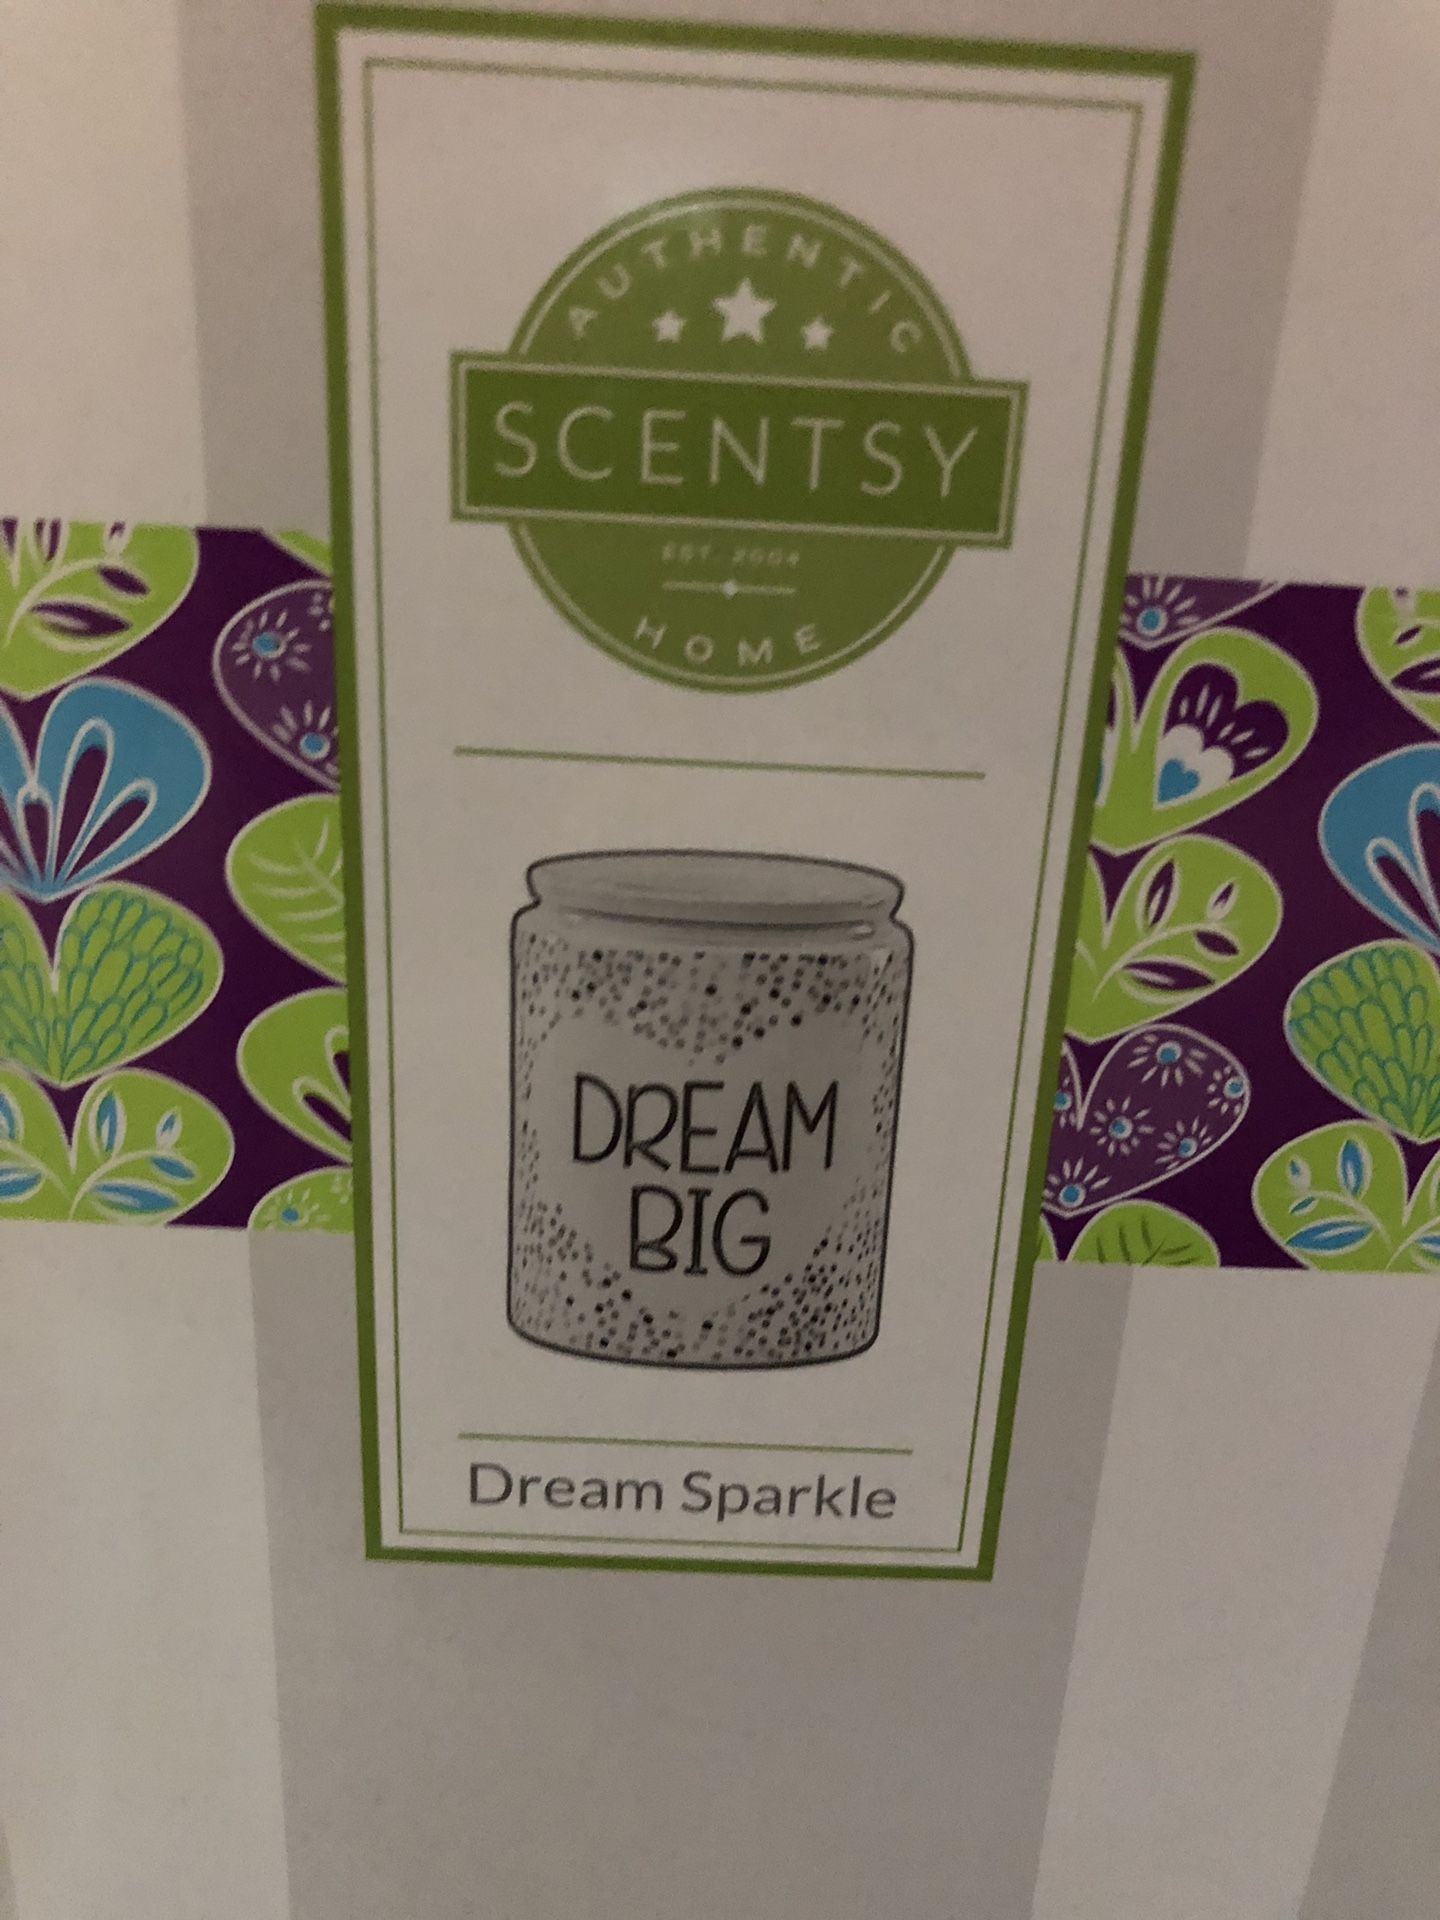 AUTHENTIC
SCENTSY
EST. 2004
HOME
DREAM
BIG
Dream Sparkle